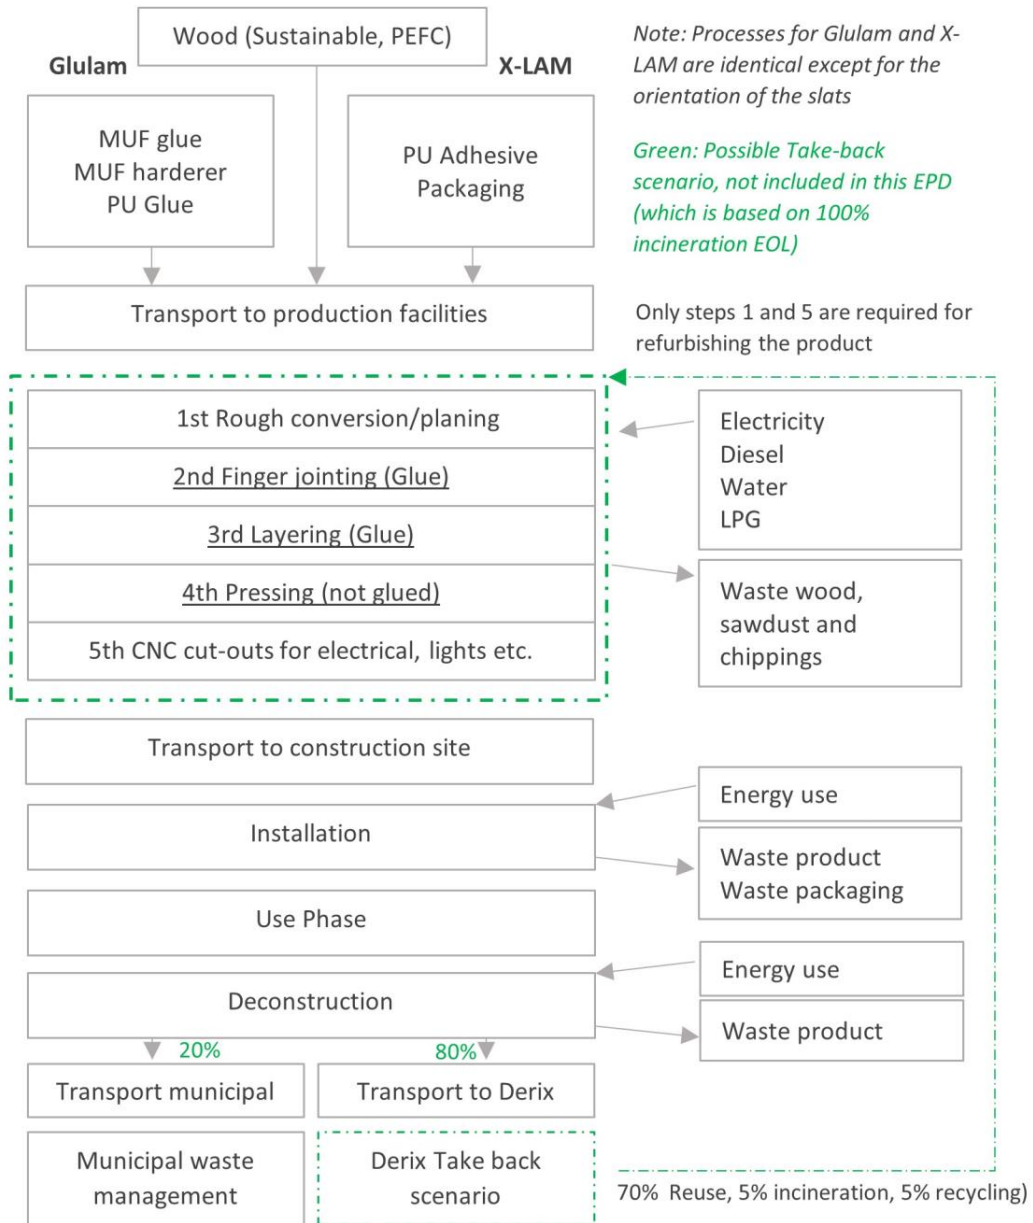 Wood (Sustainable, PEFC)
Glulam
X-LAM
Note: Processes for Glulam and X-
LAM are identical except for the
orientation of the slats
MUF glue
MUF harderer
PU Glue
PU Adhesive
Packaging
Green: Possible Take-back
scenario, not included in this EPD
(which is based on 100%
incineration EOL)
Transport to production facilities
Only steps 1 and 5 are required for
refurbishing the product
1st Rough conversion/planing
2nd Finger jointing (Glue)
3rd Layering (Glue)
4th Pressing (not glued)
5th CNC cut-outs for electrical, lights etc.
Electricity
Diesel
Water
LPG
Waste wood,
sawdust and
chippings
Transport to construction site
Installation
Energy use
Waste product
Waste packaging
Use Phase
Deconstruction
Energy use
Waste product
20%
80%
Transport municipal
Transport to Derix
Municipal waste
management
Derix Take back
scenario
70% Reuse, 5% incineration, 5% recycling)